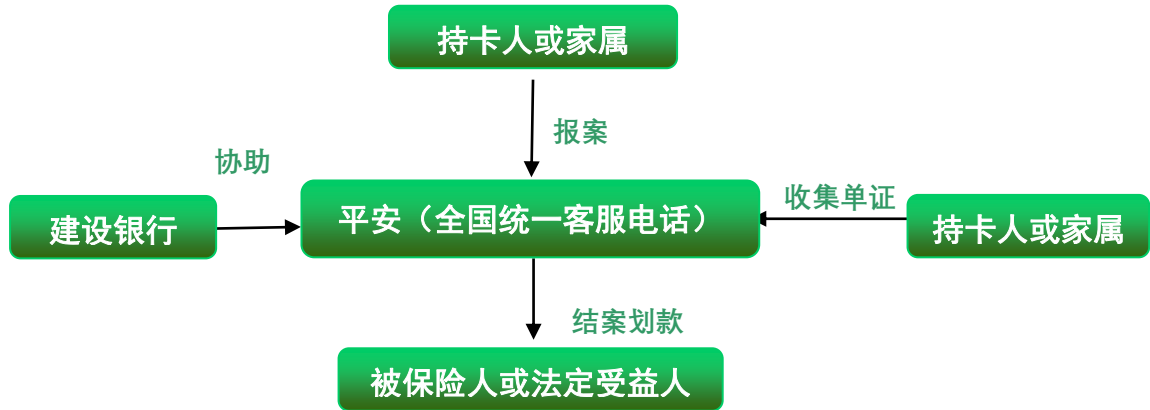 持卡人或家属
报案
协助
收集单证
建设银行
平安（全国统一客服电话）
持卡人或家属
结案划款
被保险人或法定受益人